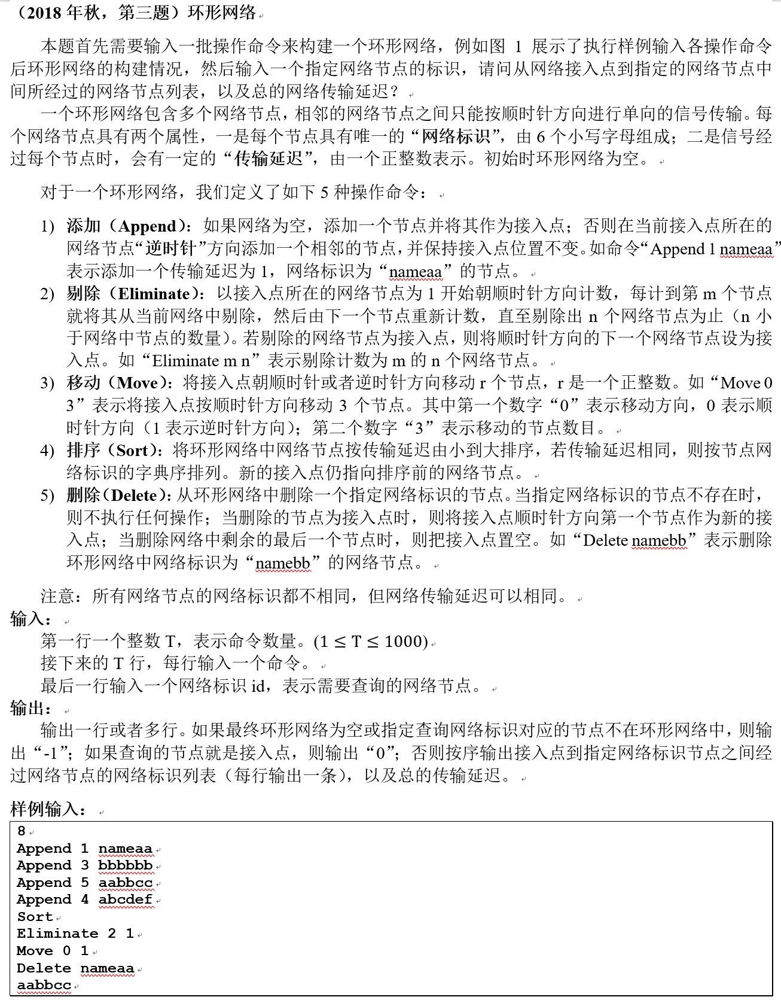 （2018 年秋，第三题）环形网络
本题首先需要输入一批操作命令来构建一个环形网络，例如图 1 展示了执行样例输入各操作命令
后环形网络的构建情况，然后输入一个指定网络节点的标识，请问从网络接入点到指定的网络节点中
间所经过的网络节点列表，以及总的网络传输延迟？
一个环形网络包含多个网络节点，相邻的网络节点之间只能按顺时针方向进行单向的信号传输。每
个网络节点具有两个属性，一是每个节点具有唯一的“网络标识”，由 6 个小写字母组成；二是信号经
过每个节点时，会有一定的“传输延迟”，由一个正整数表示。初始时环形网络为空。
对于一个环形网络，我们定义了如下 5 种操作命令：
1) 添加（Append）：如果网络为空，添加一个节点并将其作为接入点；否则在当前接入点所在的
网络节点“逆时针”方向添加一个相邻的节点，并保持接入点位置不变。如命令“Append 1 nameaa”
表示添加一个传输延迟为 1，网络标识为“nameaa”的节点。
2) 剔除（Eliminate）：以接入点所在的网络节点为 1 开始朝顺时针方向计数，每计到第 m 个节点
就将其从当前网络中剔除，然后由下一个节点重新计数，直至剔除出 n 个网络节点为止（n 小
于网络中节点的数量）。若剔除的网络节点为接入点，则将顺时针方向的下一个网络节点设为接
入点。如“Eliminate m n”表示剔除计数为 m 的 n 个网络节点。
3) 移动（Move）：将接入点朝顺时针或者逆时针方向移动 r 个节点，r 是一个正整数。如“Move 0
3”表示将接入点按顺时针方向移动 3 个节点。其中第一个数字“0”表示移动方向，0 表示顺
时针方向（1 表示逆时针方向）；第二个数字“3”表示移动的节点数目。
4) 排序（Sort）：将环形网络中网络节点按传输延迟由小到大排序，若传输延迟相同，则按节点网
络标识的字典序排列。新的接入点仍指向排序前的网络节点。
5) 删除（Delete）：从环形网络中删除一个指定网络标识的节点。当指定网络标识的节点不存在时，
则不执行任何操作；当删除的节点为接入点时，则将接入点顺时针方向第一个节点作为新的接
入点；当删除网络中剩余的最后一个节点时，则把接入点置空。如“Delete namebb”表示删除
环形网络中网络标识为“namebb”的网络节点。
注意：所有网络节点的网络标识都不相同，但网络传输延迟可以相同。
输入：
第一行一个整数 T，表示命令数量。(1 ≤ T ≤ 1000)
接下来的 T 行，每行输入一个命令。
最后一行输入一个网络标识 id，表示需要查询的网络节点。
输出：
输出一行或者多行。如果最终环形网络为空或指定查询网络标识对应的节点不在环形网络中，则输
出“-1”；如果查询的节点就是接入点，则输出“0”；否则按序输出接入点到指定网络标识节点之间经
过网络节点的网络标识列表（每行输出一条），以及总的传输延迟。
样例输入：
8
Append 1 nameaa
Append 3 bbbbbb
Append 5 aabbcc
Append 4 abcdef
Sort
Eliminate 2 1
Move 0 1
Delete nameaa
aabbcc